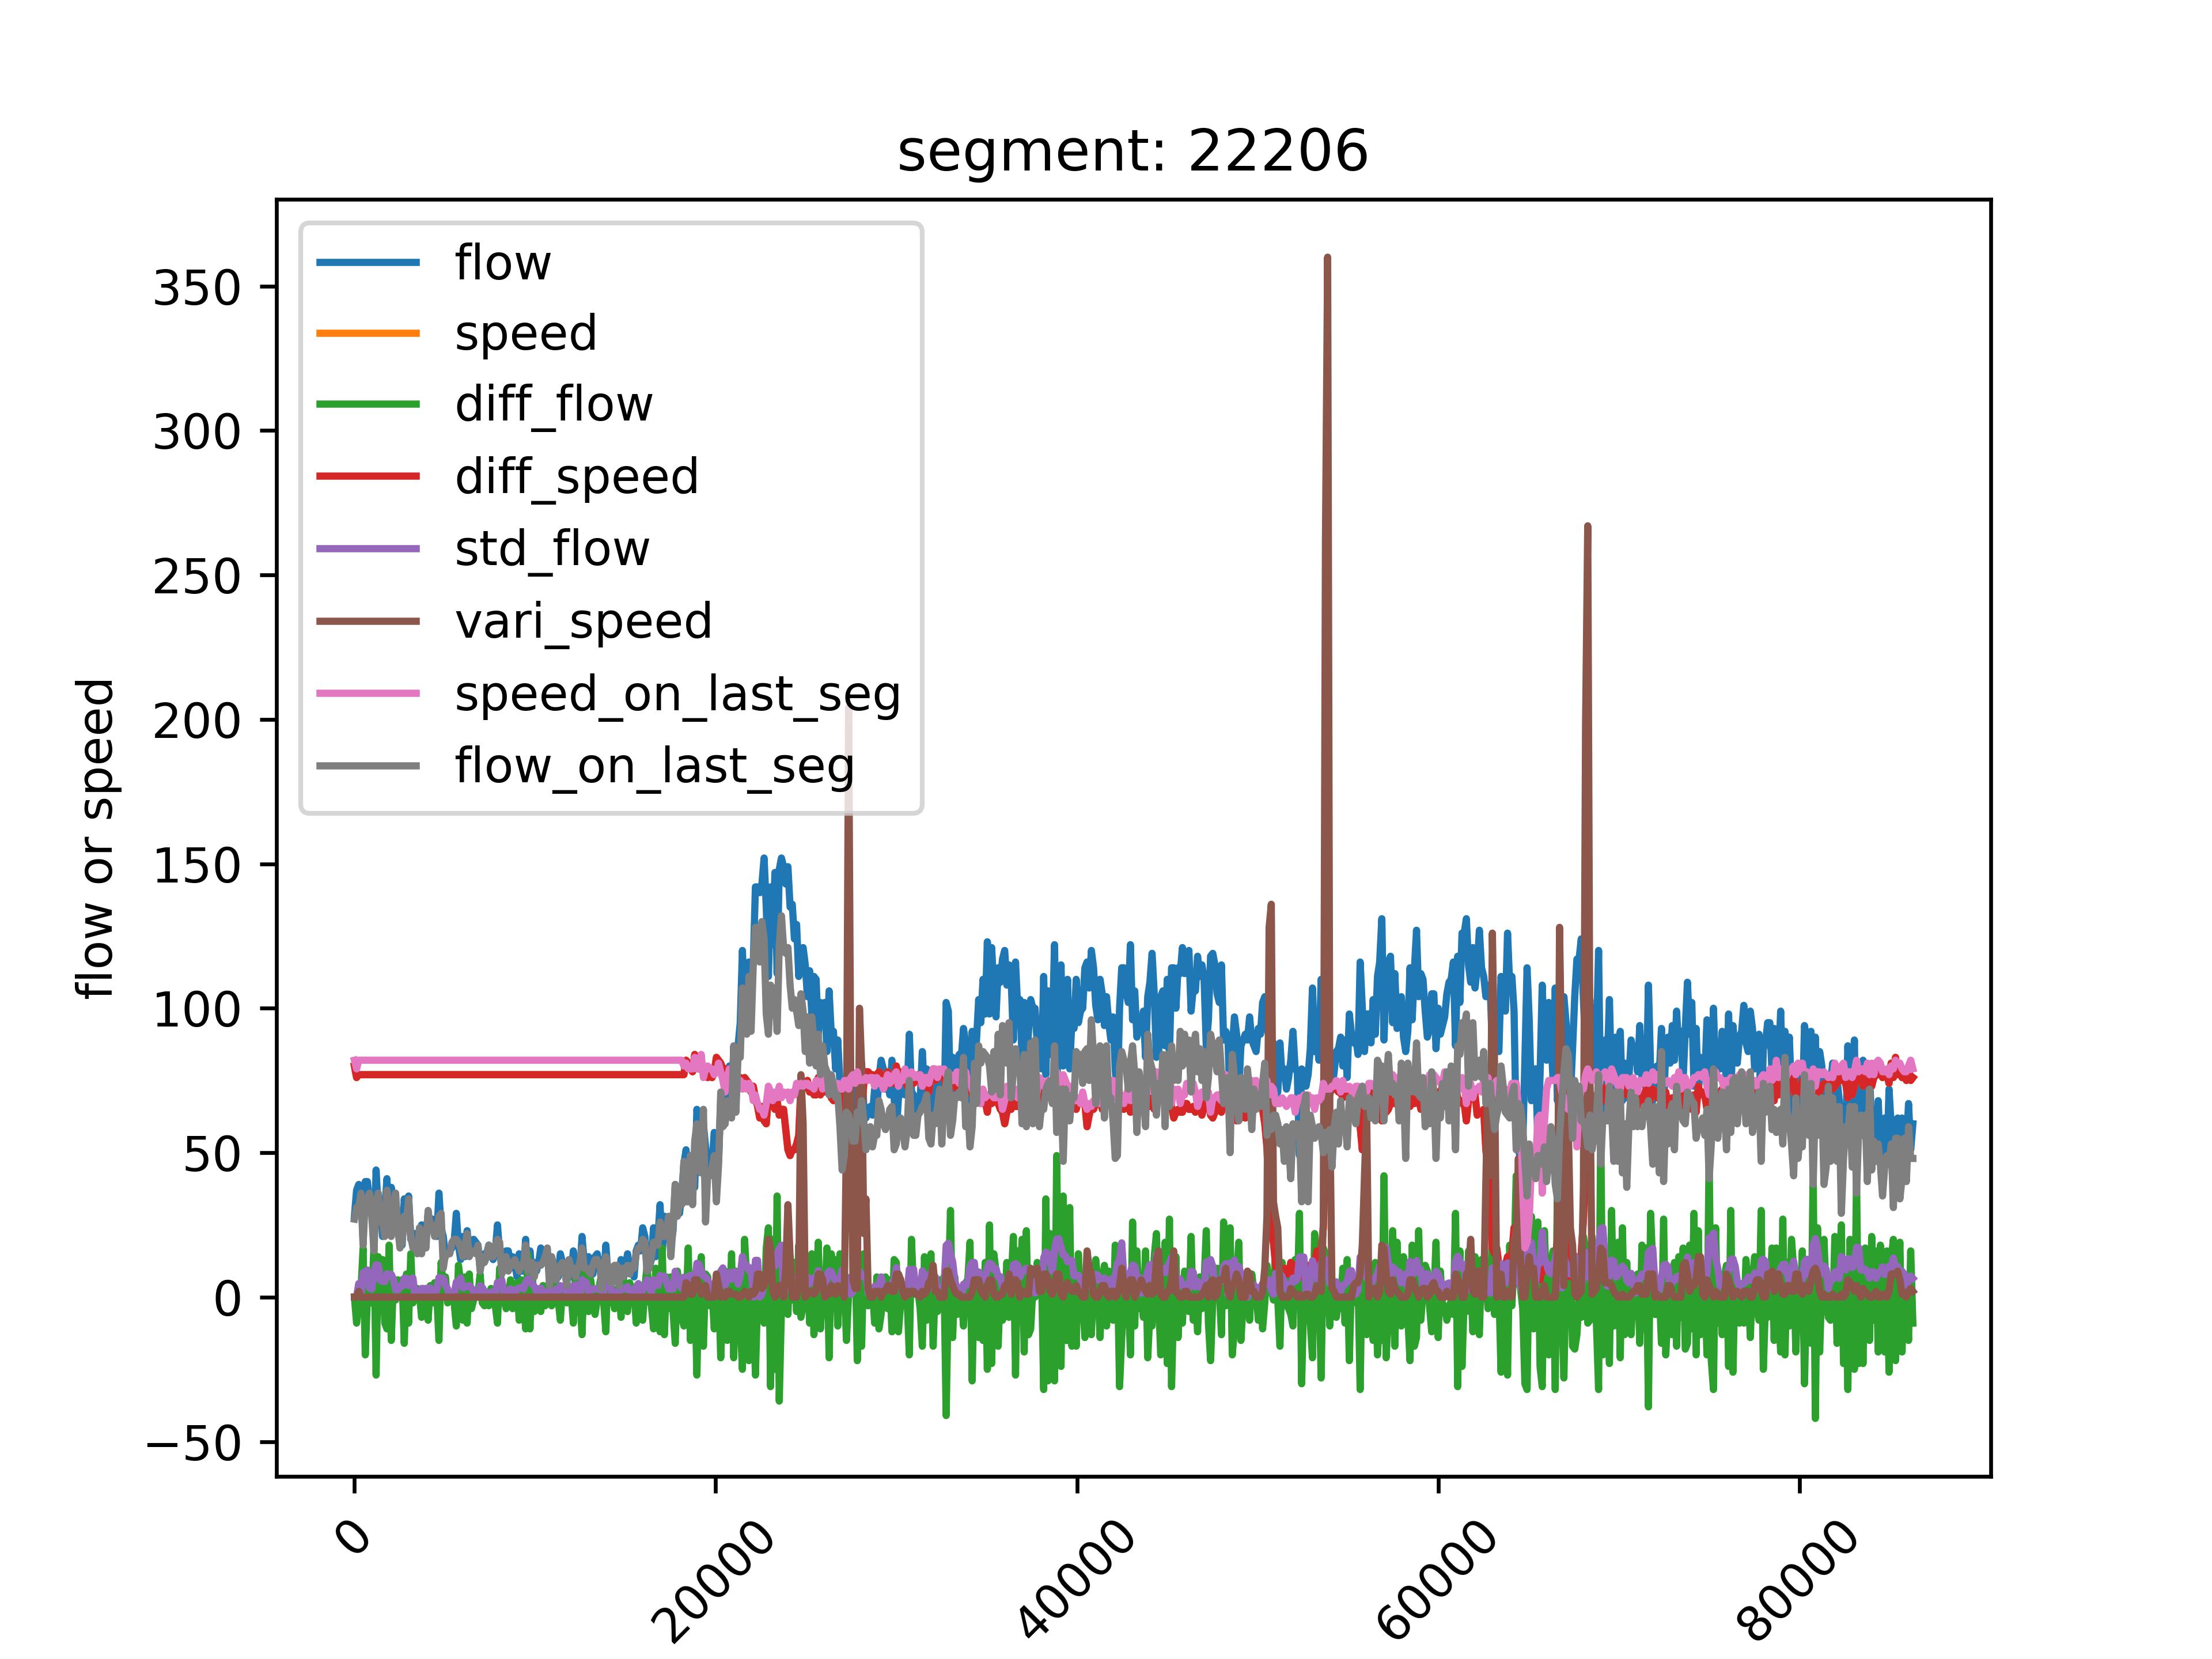 segment: 22206
flow
speed
diff_flow
diff_speed
std_flow
vari_speed
speed_on_last_seg
flow_on_last_seg
flow or speed
350
300
250
200
150
100
50
0
−50
0
20000
40000
60000
80000